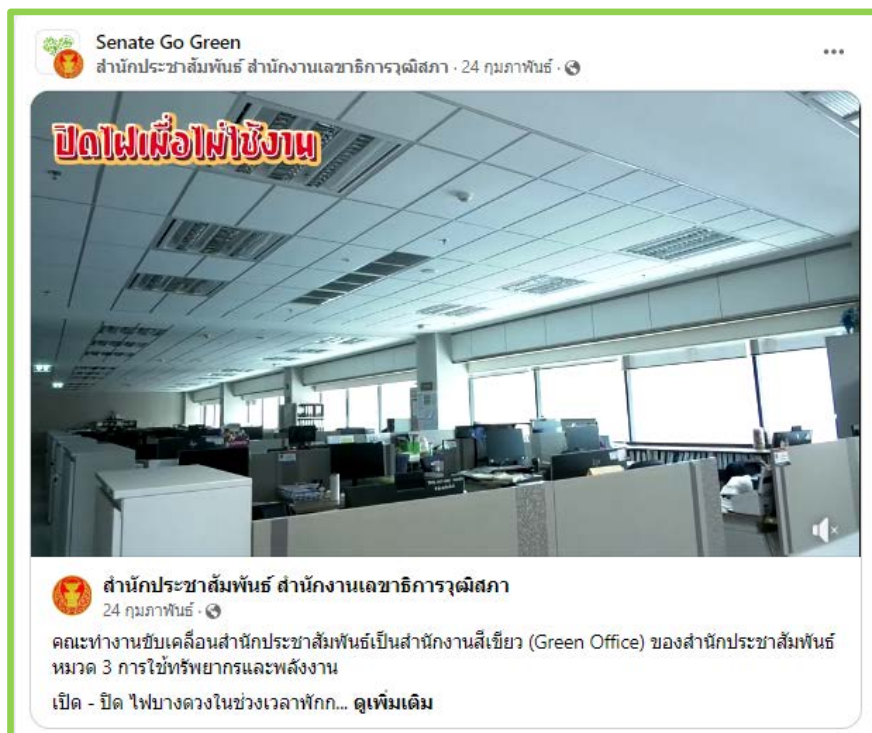 Senate Go Green
สำนักประชาสัมพันธ์ สำนักงานเลขาธิการวุฒิสภา · 24 กุมภาพันธ์ ·
ปิดไฟเมื่อไม่ใช้งาน
สำนักประชาสัมพันธ์ สำนักงานเลขาธิการวุฒิสภา
24 กุมภาพันธ์ ·
คณะทำงานขับเคลื่อนสำนักประชาสัมพันธ์เป็นสำนักงานสีเขียว (Green Office) ของสำนักประชาสัมพันธ์
หมวด 3 การใช้ทรัพยากรและพลังงาน
เปิด - ปิด ไฟบางดวงในช่วงเวลาพักก... ดูเพิ่มเติม